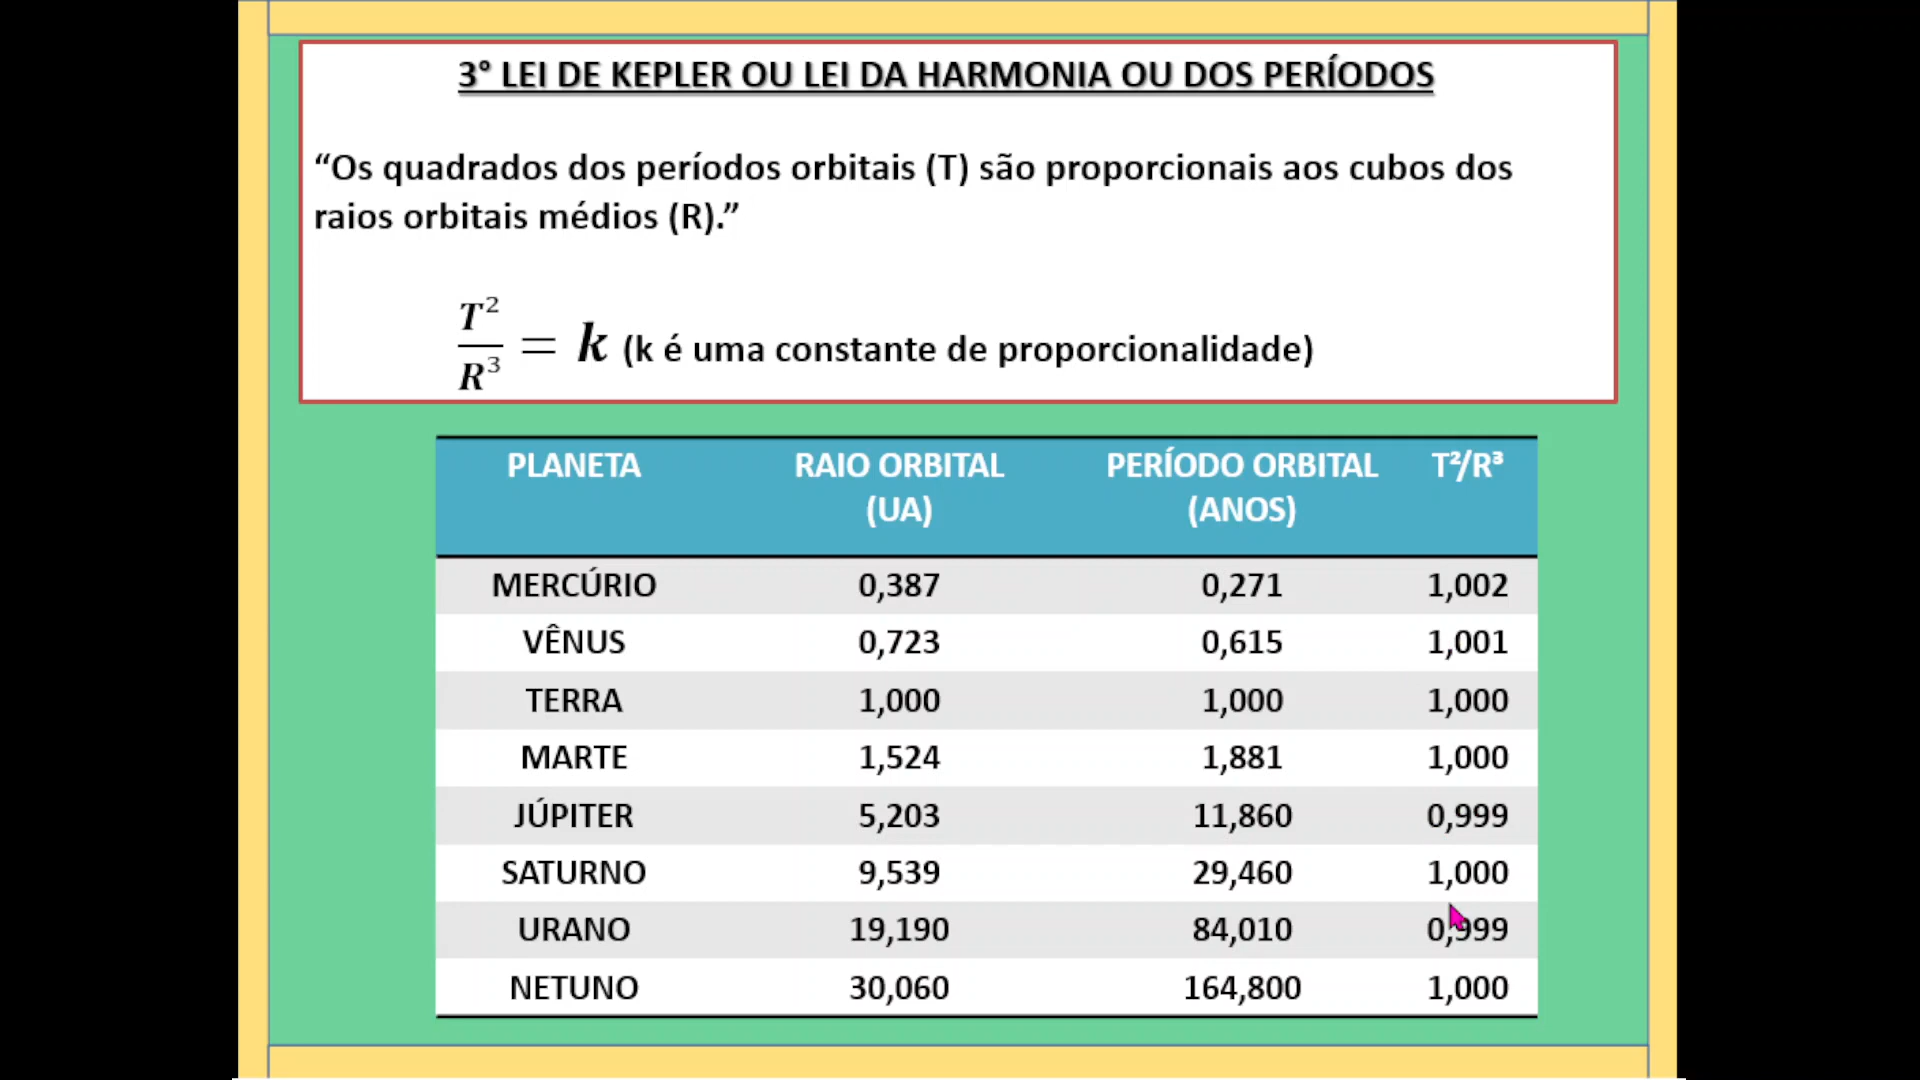 3° LEI DE KEPLER OU LEI DA HARMONIA OU DOS PERÍODOS
“Os quadrados dos períodos orbitais (T) são proporcionais aos cubos dos
raios orbitais médios (R).”
T²/R³ = k (k é uma constante de proporcionalidade)
PLANETA RAIO ORBITAL (UA) PERÍODO ORBITAL (ANOS) T²/R³
MERCÚRIO 0,387 0,271 1,002
VÊNUS 0,723 0,615 1,001
TERRA 1,000 1,000 1,000
MARTE 1,524 1,881 1,000
JÚPITER 5,203 11,860 0,999
SATURNO 9,539 29,460 1,000
URANO 19,190 84,010 0,999
NETUNO 30,060 164,800 1,000